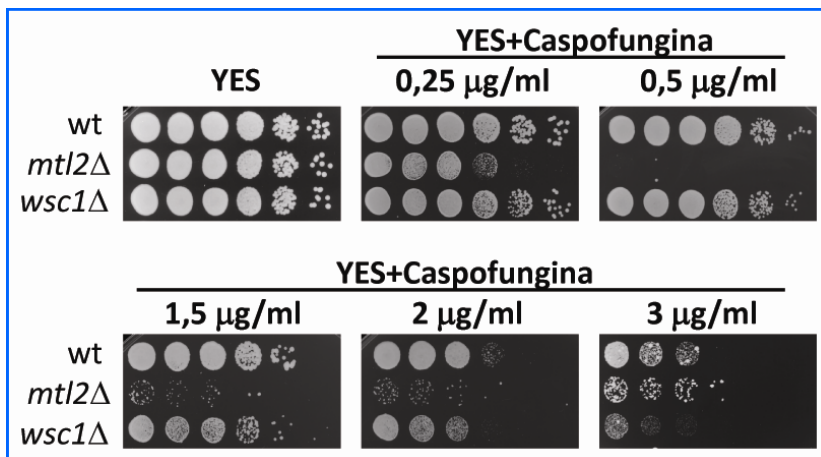 YES+Caspofungina
YES
0,25 µg/ml
0,5 µg/ml
wt
mtl2Δ
wsc1Δ
YES+Caspofungina
1,5 µg/ml
2 µg/ml
3 µg/ml
wt
mtl2Δ
wsc1Δ